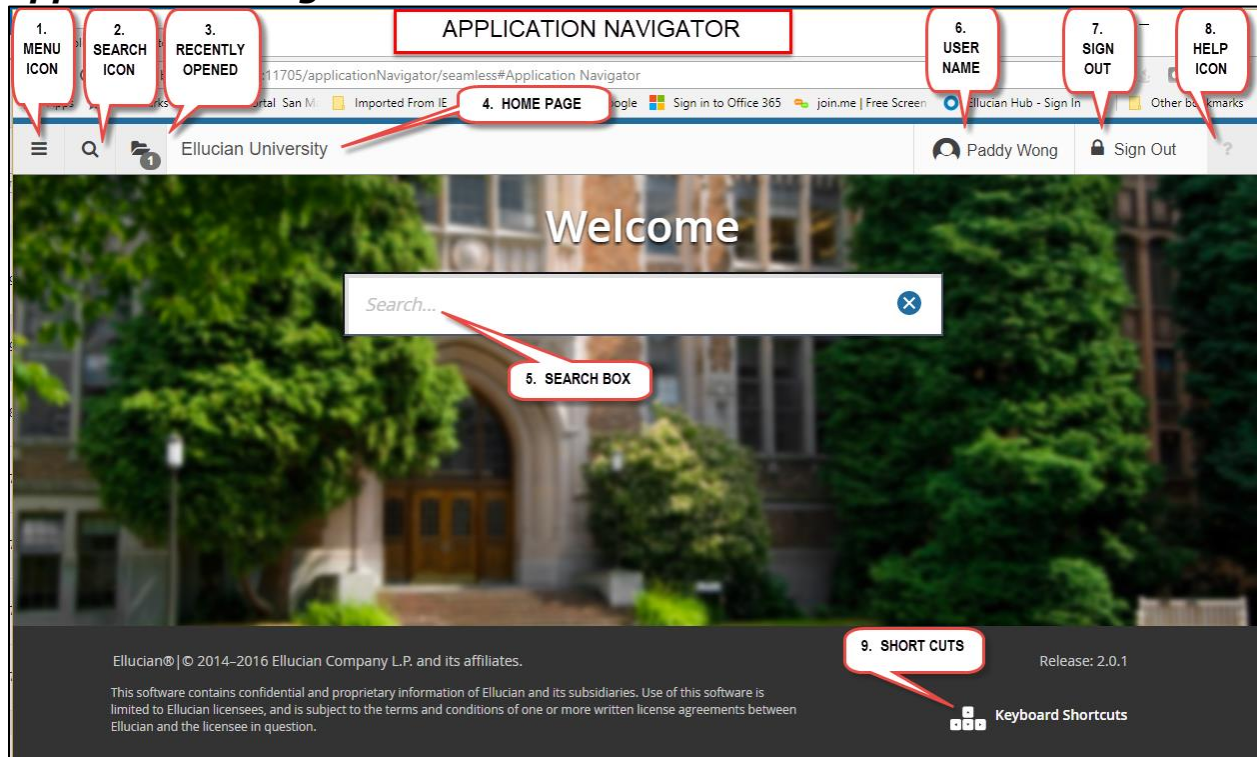 APPLICATION NAVIGATOR
1.
MENU
ICON
2.
SEARCH
ICON
3.
RECENTLY
OPENED
6.
USER
NAME
7.
SIGN
OUT
8.
HELP
ICON
:11705/applicationNavigator/seamless#Application Navigator
Imported From IE
4. HOME PAGE
Sign in to Office 365
join.me | Free Screen
Ellucian Hub - Sign In
Other bookmarks
1
Ellucian University
Paddy Wong
Sign Out
?
Welcome
Search...
5. SEARCH BOX
Ellucian®|© 2014–2016 Ellucian Company L.P. and its affiliates.
9. SHORT CUTS
Release: 2.0.1
This software contains confidential and proprietary information of Ellucian and its subsidiaries. Use of this software is
limited to Ellucian licensees, and is subject to the terms and conditions of one or more written license agreements between
Ellucian and the licensee in question.
Keyboard Shortcuts